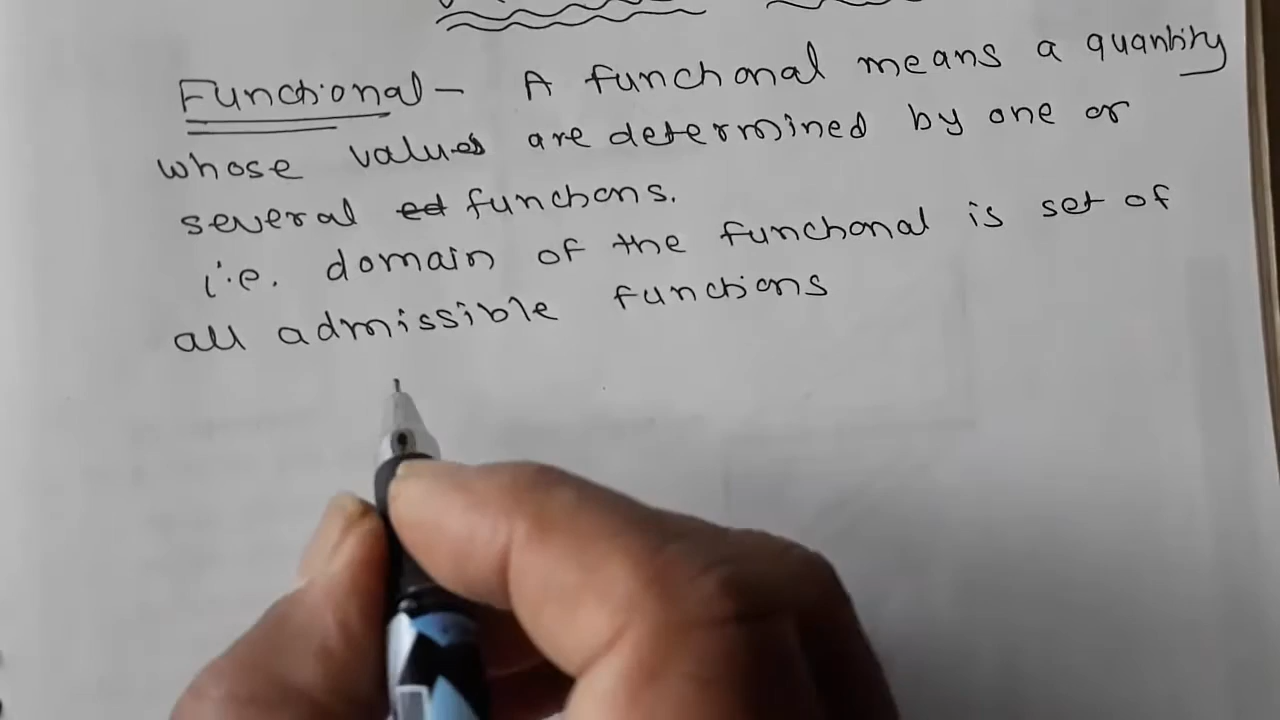 Functional - A functional means a quantity
whose values are determined by one or
several functions.
i.e. domain of the functional is set of
all admissible functions